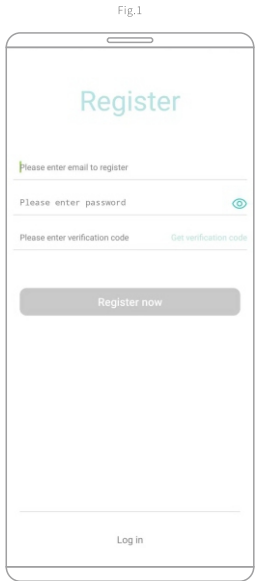 Fig.1
Register
Please enter email to register
Please enter password
Please enter verification code Get verification code
Register now
Log in